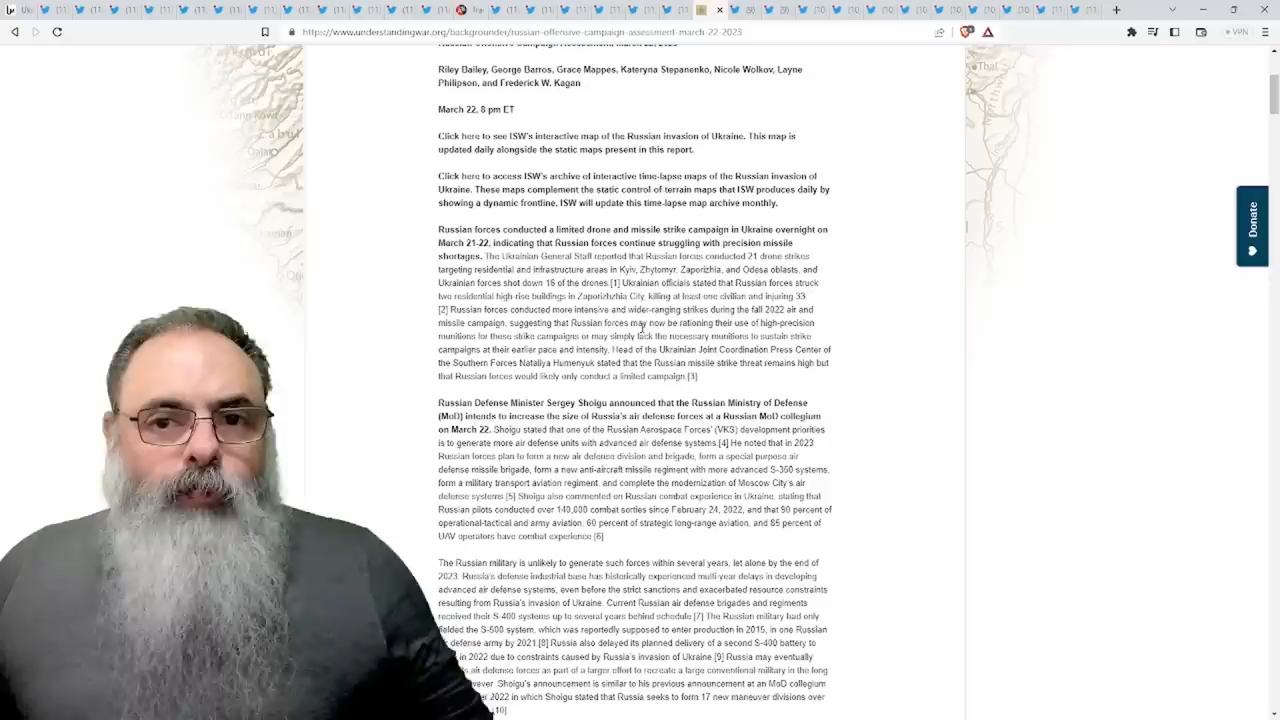 https://www.understandingwar.org/backgrounder/russian-offensive-campaign-assessment-march-22-2023
VPN
Riley Bailey, George Barros, Grace Mappes, Kateryna Stepanenko, Nicole Wolkov, Layne
Philipson, and Frederick W. Kagan
March 22, 8 pm ET
Click here to see ISW's interactive map of the Russian invasion of Ukraine. This map is
updated daily alongside the static maps present in this report.
Click here to access ISW's archive of interactive time-lapse maps of the Russian invasion of
Ukraine. These maps complement the static control of terrain maps that ISW produces daily by
showing a dynamic frontline. ISW will update this time-lapse map archive monthly.
Russian forces conducted a limited drone and missile strike campaign in Ukraine overnight on
March 21-22, indicating that Russian forces continue struggling with precision missile
shortages. The Ukrainian General Staff reported that Russian forces conducted 21 drone strikes
targeting residential and infrastructure areas in Kyiv, Zhytomyr, Zaporizhia, and Odesa oblasts, and
Ukrainian forces shot down 16 of the drones.[1] Ukrainian officials stated that Russian forces struck
two residential high-rise buildings in Zaporizhzhia City, killing at least one civilian and injuring 33.
[2] Russian forces conducted more intensive and wider-ranging strikes during the fall 2022 air and
missile campaign, suggesting that Russian forces may now be rationing their use of high-precision
munitions for these strike campaigns or may simply lack the necessary munitions to sustain strike
campaigns at their earlier pace and intensity. Head of the Ukrainian Joint Coordination Press Center of
the Southern Forces Nataliya Humenyuk stated that the Russian missile strike threat remains high but
that Russian forces would likely only conduct a limited campaign.[3]
Russian Defense Minister Sergey Shoigu announced that the Russian Ministry of Defense
(MoD) intends to increase the size of Russia's air defense forces at a Russian MoD collegium
on March 22. Shoigu stated that one of the Russian Aerospace Forces' (VKS) development priorities
is to generate more air defense units with advanced air defense systems.[4] He noted that in 2023
Russian forces plan to form a new air defense division and brigade, form a special purpose air
defense missile brigade, form a new anti-aircraft missile regiment with more advanced S-350 systems,
form a military transport aviation regiment, and complete the modernization of Moscow City's air
defense systems.[5] Shoigu also commented on Russian combat experience in Ukraine, stating that
Russian pilots conducted over 140,000 combat sorties since February 24, 2022, and that 90 percent of
operational-tactical and army aviation, 60 percent of strategic long-range aviation, and 85 percent of
UAV operators have combat experience.[6]
The Russian military is unlikely to generate such forces within several years, let alone by the end of
2023. Russia's defense industrial base has historically experienced multi-year delays in developing
advanced air defense systems, even before the strict sanctions and exacerbated resource constraints
resulting from Russia's invasion of Ukraine. Current Russian air defense brigades and regiments
received their S-400 systems up to several years behind schedule.[7] The Russian military had only
fielded the S-500 system, which was reportedly supposed to enter production in 2015, in one Russian
defense army by 2021.[8] Russia also delayed its planned delivery of a second S-400 battery to
in 2022 due to constraints caused by Russia's invasion of Ukraine.[9] Russia may eventually
air defense forces as part of a larger effort to recreate a large conventional military in the long
Shoigu's announcement is similar to his previous announcement at an MoD collegium
2022 in which Shoigu stated that Russia seeks to form 17 new maneuver divisions over
10]
Donate